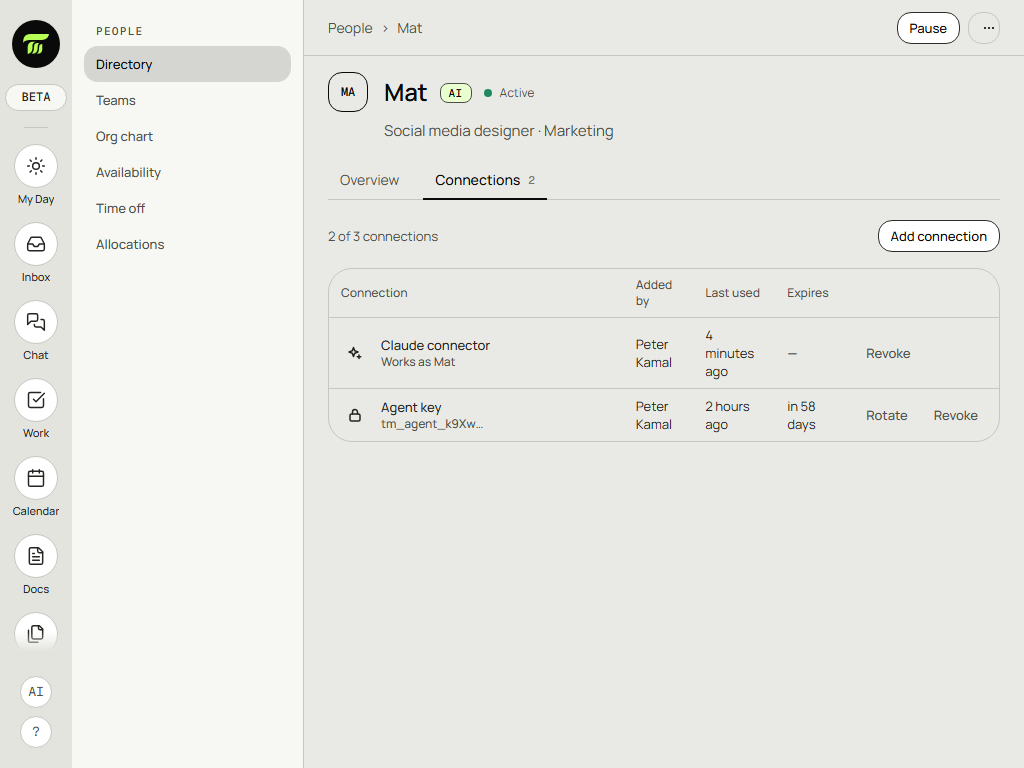 BETA
My Day
Inbox
Chat
Work
Calendar
Docs
AI
?
PEOPLE
Directory
Teams
Org chart
Availability
Time off
Allocations
People › Mat
Pause
MA
Mat
AI
Active
Social media designer · Marketing
Overview
Connections 2
2 of 3 connections
Add connection
Connection
Added
by
Last used
Expires
Claude connector
Works as Mat
Peter
Kamal
4
minutes
ago
—
Revoke
Agent key
tm_agent_k9Xw…
Peter
Kamal
2 hours
ago
in 58
days
Rotate
Revoke